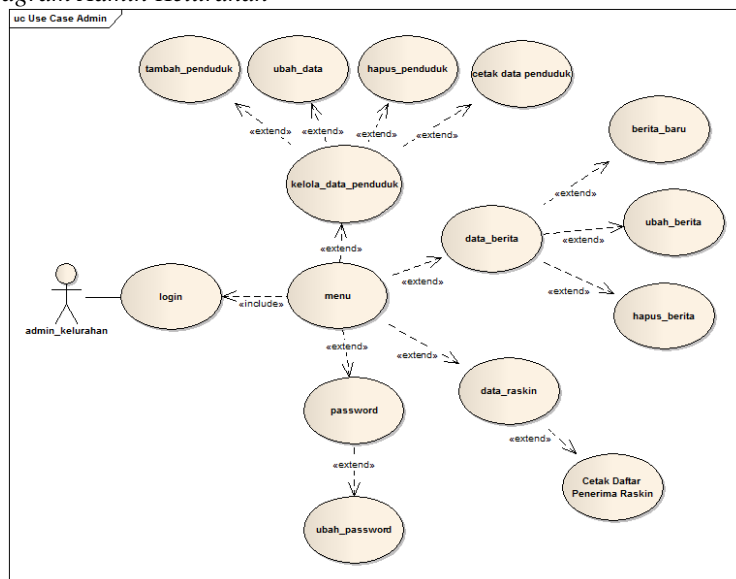 uc Use Case Admin
tambah_penduduk
ubah_data
hapus_penduduk
cetak data penduduk
«extend»
«extend»
«extend»
«extend»
kelola_data_penduduk
berita_baru
«extend»
ubah_berita
data_berita
«extend»
«extend»
«extend»
«extend»
hapus_berita
admin_kelurahan
login
«include»
menu
«extend»
«extend»
password
data_raskin
«extend»
«extend»
Cetak Daftar
Penerima Raskin
ubah_password